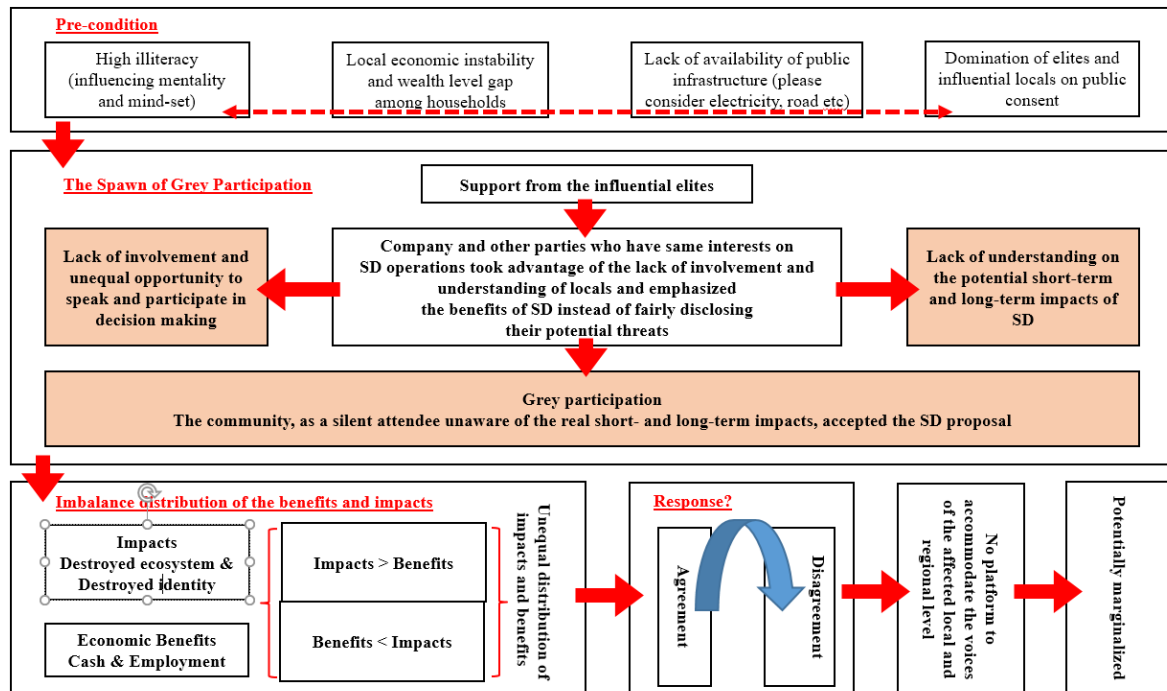 Pre-condition
High illiteracy
(influencing mentality
and mind-set)
Local economic instability
and wealth level gap
among households
Lack of availability of public
infrastructure (please
consider electricity, road etc)
Domination of elites and
influential locals on public
consent
The Spawn of Grey Participation
Support from the influential elites
Lack of involvement and
unequal opportunity to
speak and participate in
decision making
Company and other parties who have same interests on
SD operations took advantage of the lack of involvement and
understanding of locals and emphasized
the benefits of SD instead of fairly disclosing
their potential threats
Lack of understanding on
the potential short-term
and long-term impacts of
SD
Grey participation
The community, as a silent attendee unaware of the real short- and long-term impacts, accepted the SD proposal
Imbalance distribution of the benefits and impacts
Impacts
Destroyed ecosystem &
Destroyed identity
Economic Benefits
Cash & Employment
Impacts > Benefits
Benefits < Impacts
Unequal distribution of
impacts and benefits
Response?
Agreement
Disagreement
No platform to
accommodate the voices
of the affected local and
regional level
Potentially marginalized